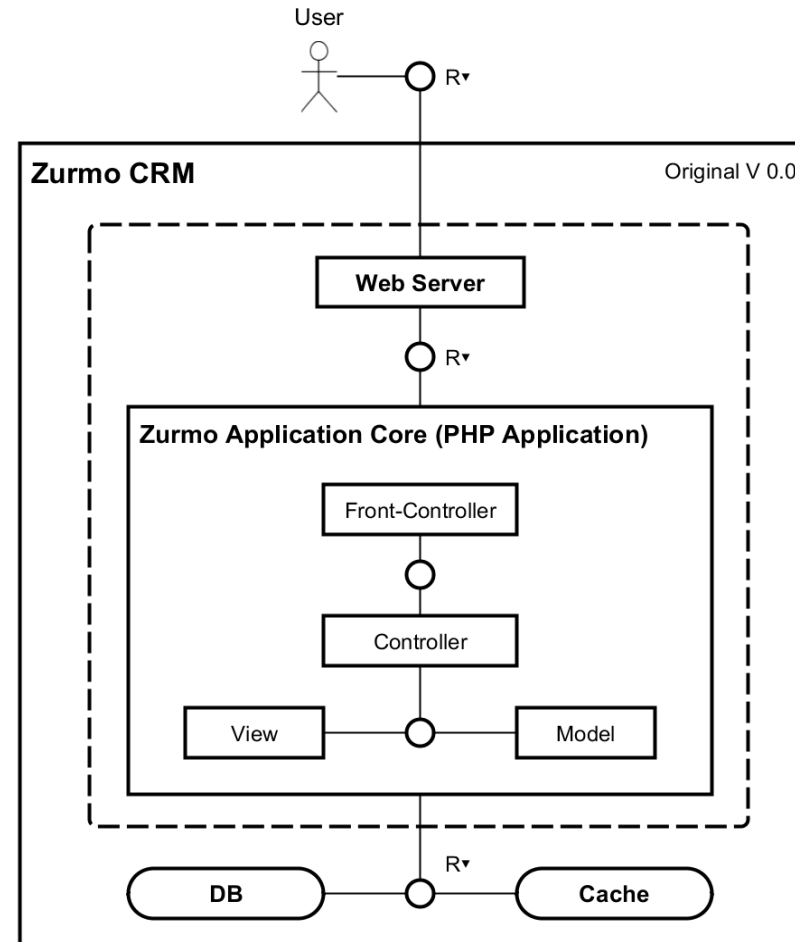 User
R▼
Zurmo CRM
Original V 0.0
Web Server
R▼
Zurmo Application Core (PHP Application)
Front-Controller
Controller
View
Model
R▼
DB
Cache